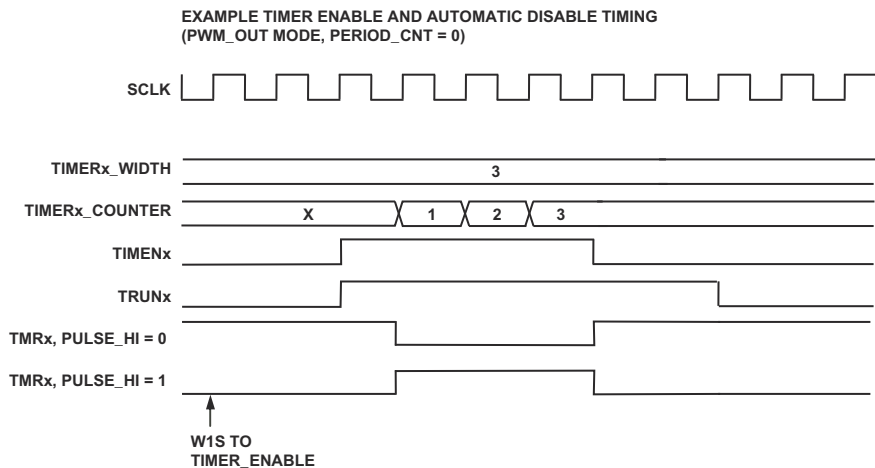 EXAMPLE TIMER ENABLE AND AUTOMATIC DISABLE TIMING
(PWM_OUT MODE, PERIOD_CNT = 0)
SCLK
TIMERx_WIDTH
3
TIMERx_COUNTER
X 1 2 3
TIMENx
TRUNx
TMRx, PULSE_HI = 0
TMRx, PULSE_HI = 1
W1S TO
TIMER_ENABLE